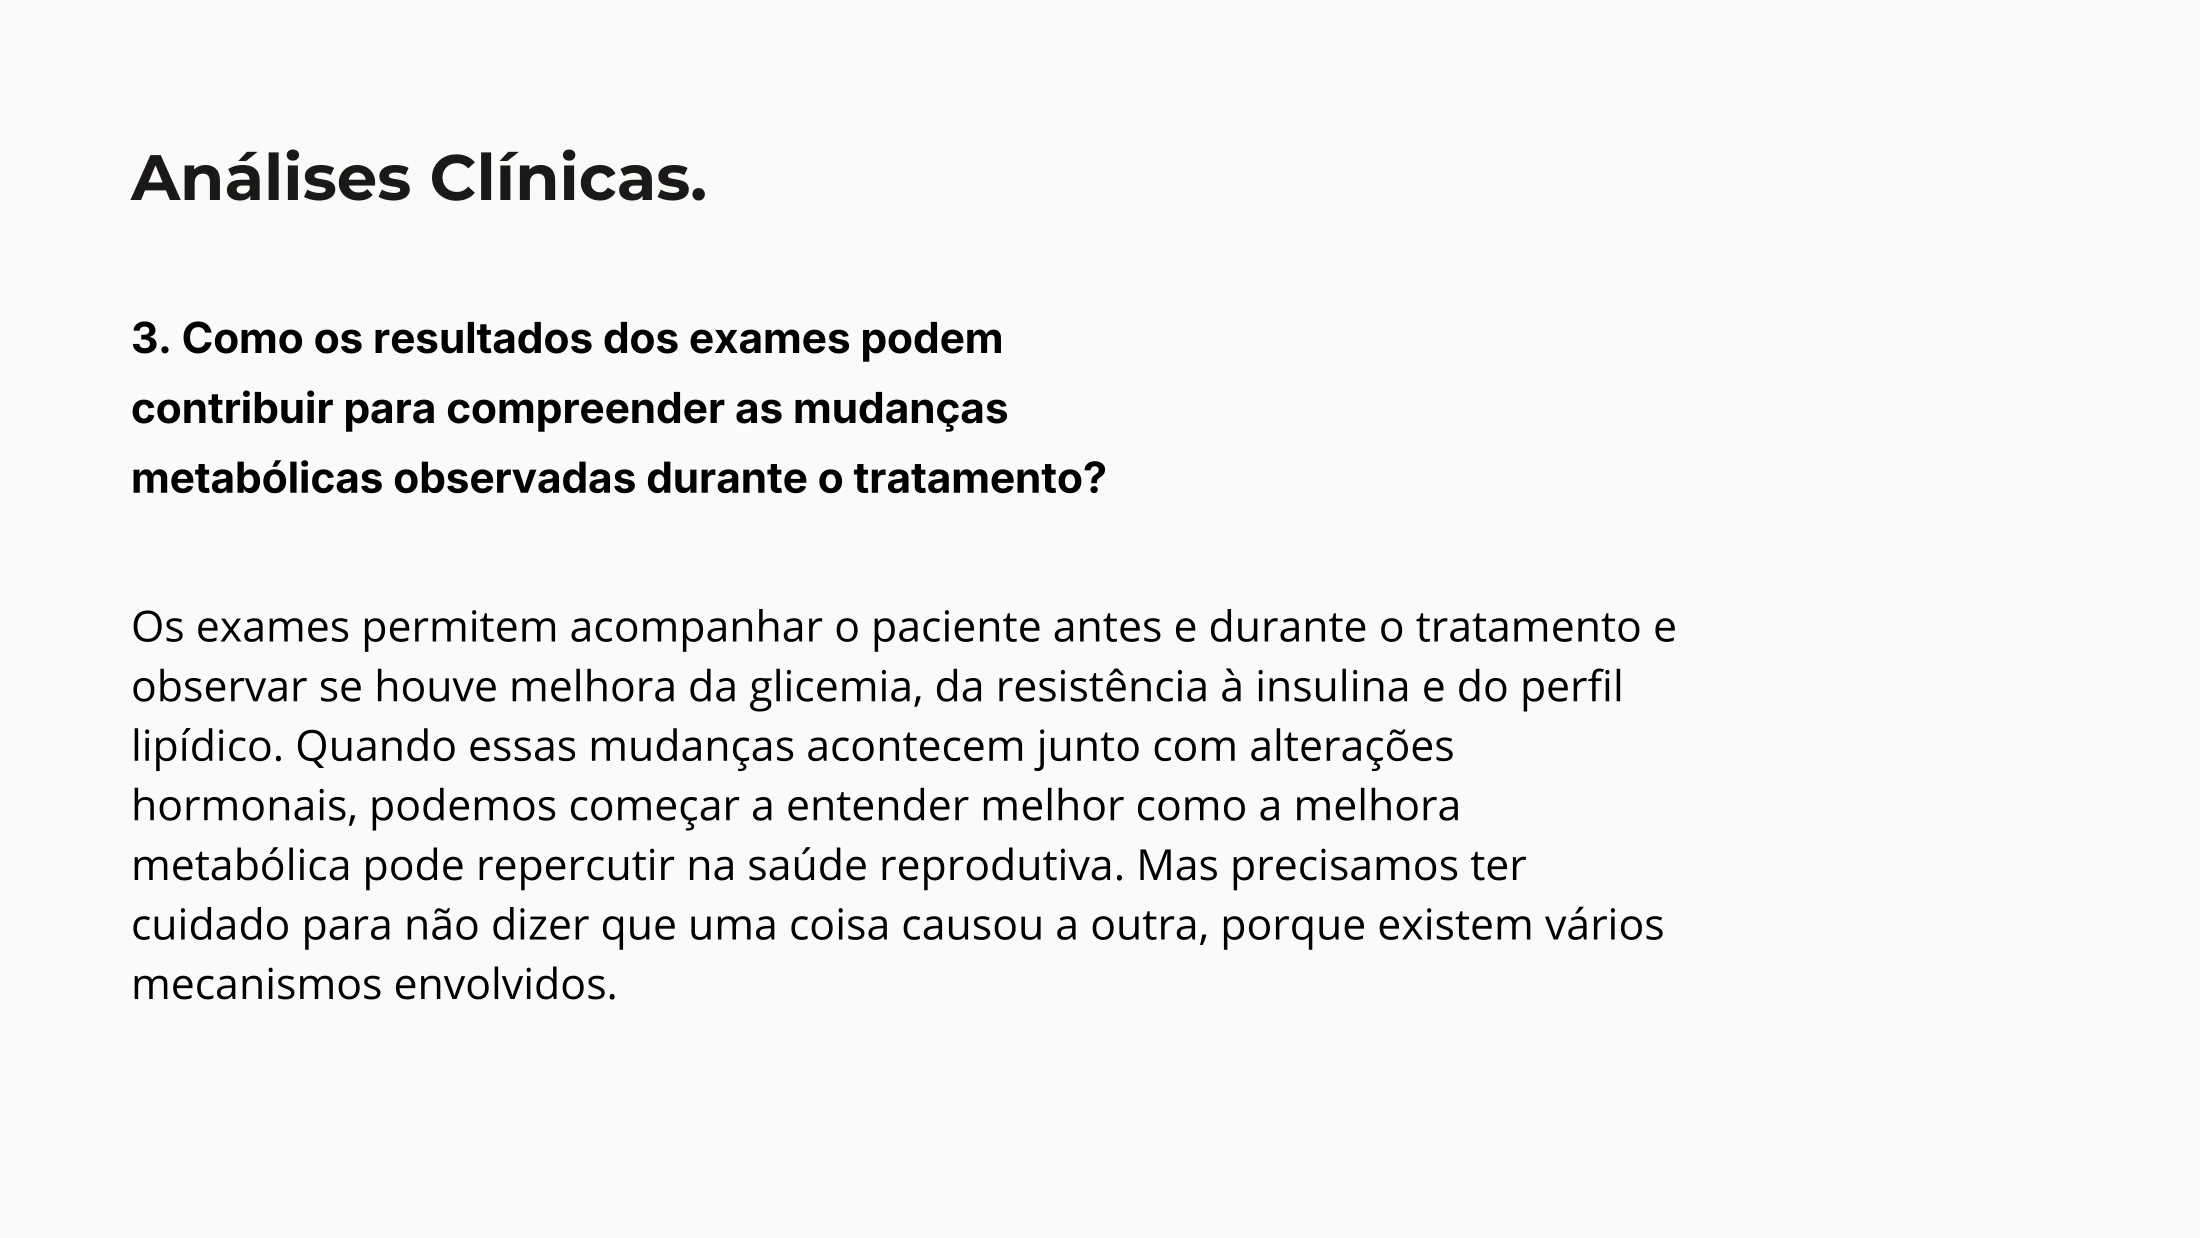 Análises Clínicas.
3. Como os resultados dos exames podem
contribuir para compreender as mudanças
metabólicas observadas durante o tratamento?
Os exames permitem acompanhar o paciente antes e durante o tratamento e
observar se houve melhora da glicemia, da resistência à insulina e do perfil
lipídico. Quando essas mudanças acontecem junto com alterações
hormonais, podemos começar a entender melhor como a melhora
metabólica pode repercutir na saúde reprodutiva. Mas precisamos ter
cuidado para não dizer que uma coisa causou a outra, porque existem vários
mecanismos envolvidos.